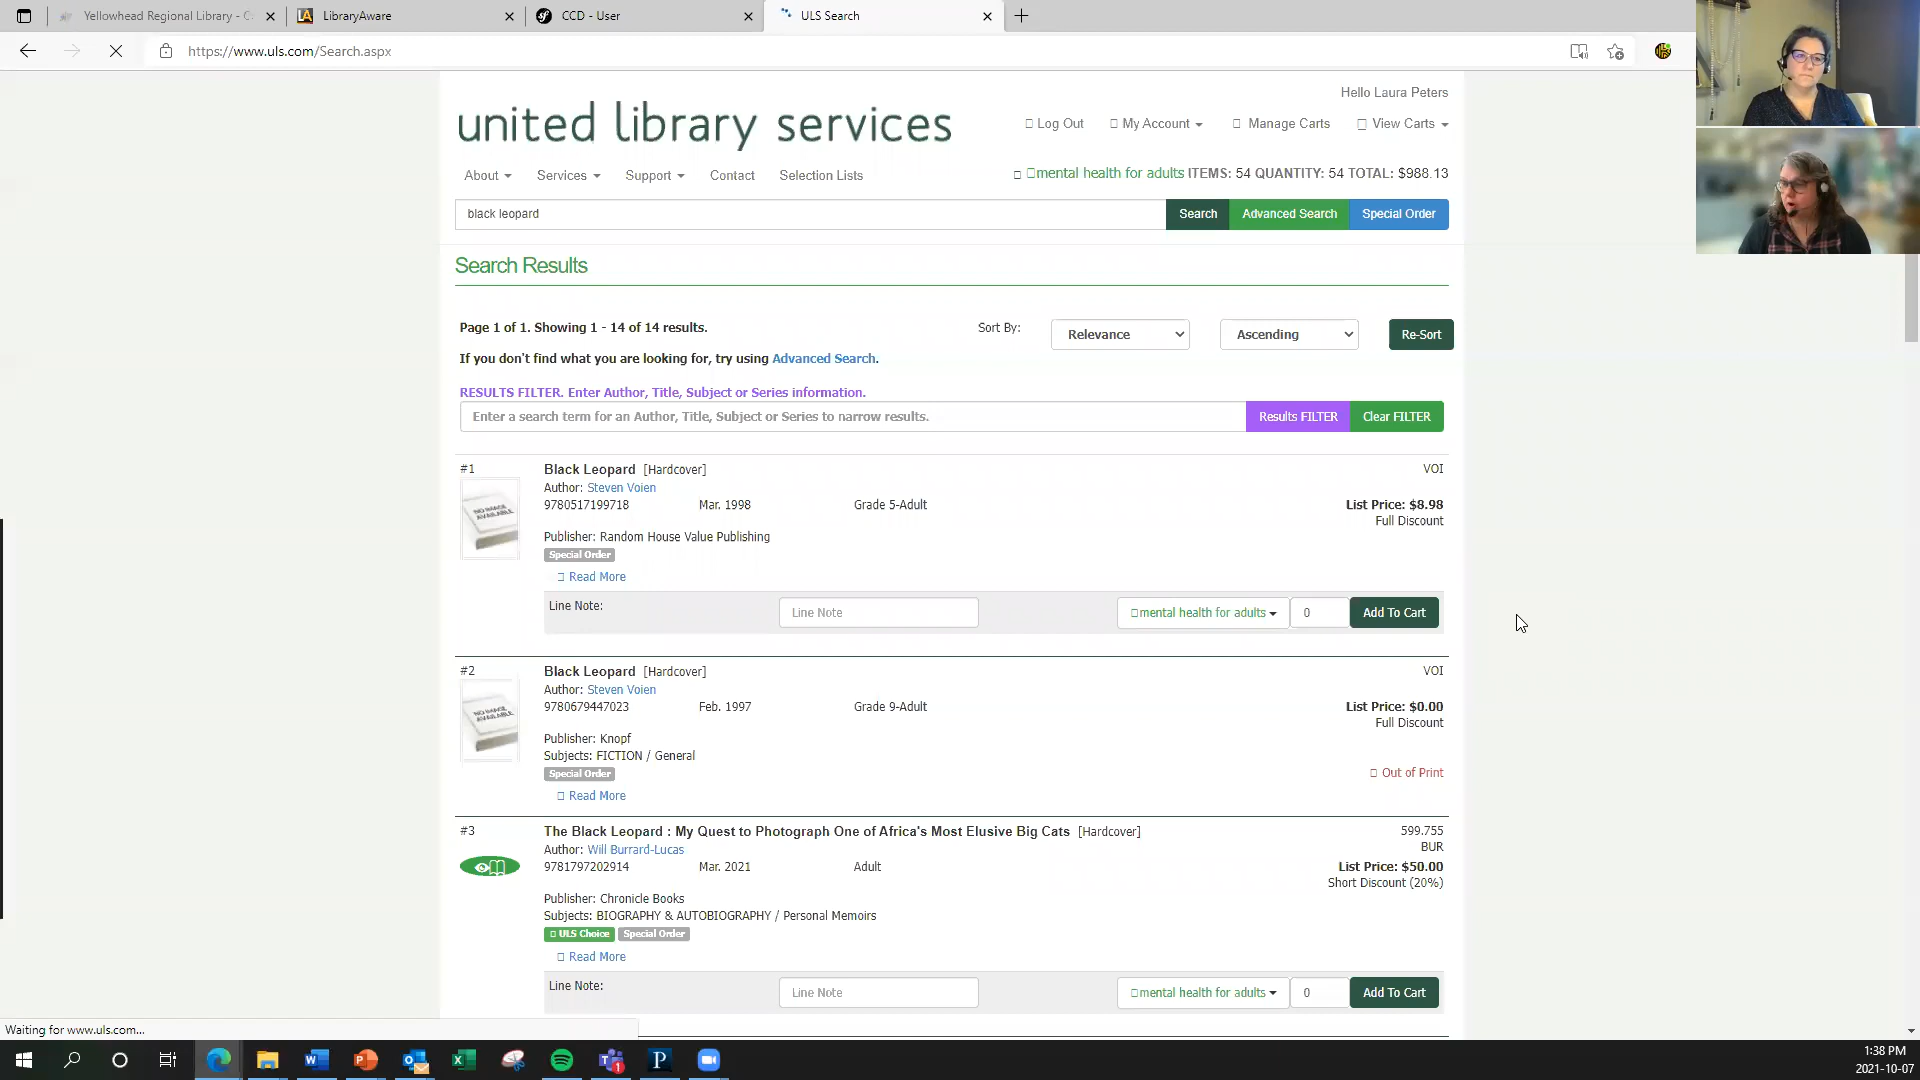 Yellowhead Regional Library - C
LibraryAware
CCD - User
ULS Search
https://www.uls.com/Search.aspx
Hello Laura Peters
united library services
Log Out
My Account
Manage Carts
View Carts
About
Services
Support
Contact
Selection Lists
mental health for adults ITEMS: 54 QUANTITY: 54 TOTAL: $988.13
black leopard
Search
Advanced Search
Special Order
Search Results
Page 1 of 1. Showing 1 - 14 of 14 results.
Sort By:
Relevance
Ascending
Re-Sort
If you don't find what you are looking for, try using Advanced Search.
RESULTS FILTER. Enter Author, Title, Subject or Series information.
Enter a search term for an Author, Title, Subject or Series to narrow results.
Results FILTER
Clear FILTER
#1
Black Leopard [Hardcover]
VOI
Author: Steven Voien
9780517199718
Mar. 1998
Grade 5-Adult
List Price: $8.98
Full Discount
NO IMAGE AVAILABLE
Publisher: Random House Value Publishing
Special Order
Read More
Line Note:
Line Note
mental health for adults
0
Add To Cart
#2
Black Leopard [Hardcover]
VOI
Author: Steven Voien
9780679447023
Feb. 1997
Grade 9-Adult
List Price: $0.00
Full Discount
NO IMAGE AVAILABLE
Publisher: Knopf
Subjects: FICTION / General
Special Order
Out of Print
Read More
#3
The Black Leopard : My Quest to Photograph One of Africa's Most Elusive Big Cats [Hardcover]
599.755
BUR
Author: Will Burrard-Lucas
9781797202914
Mar. 2021
Adult
List Price: $50.00
Short Discount (20%)
Publisher: Chronicle Books
Subjects: BIOGRAPHY & AUTOBIOGRAPHY / Personal Memoirs
ULS Choice
Special Order
Read More
Line Note:
Line Note
mental health for adults
0
Add To Cart
Waiting for www.uls.com...
1:38 PM
2021-10-07